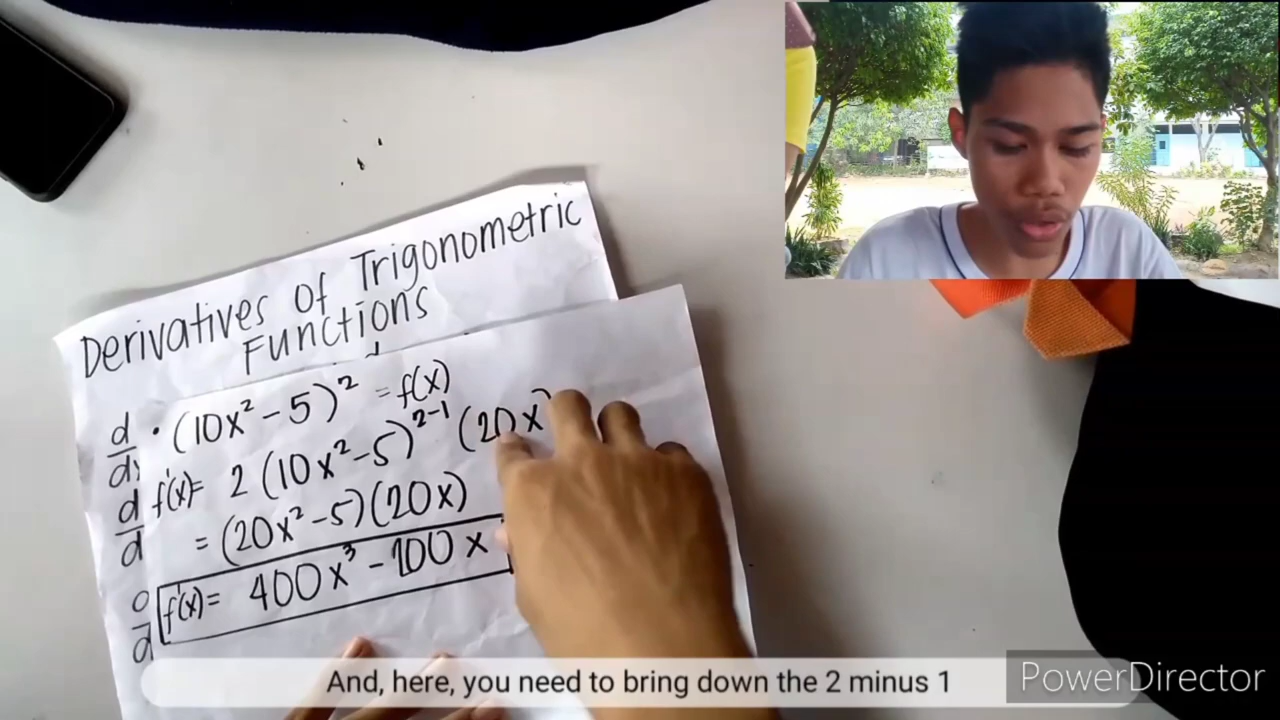 Derivatives of Trigonometric
Functions
d
dx
• (10x² - 5)² = f(x)
d
d
f'(x)= 2 (10x² - 5)²⁻¹ (20x)
= (20x² - 5)(20x)
d
f'(x)= 400x³ - 100x
And, here, you need to bring down the 2 minus 1
PowerDirector